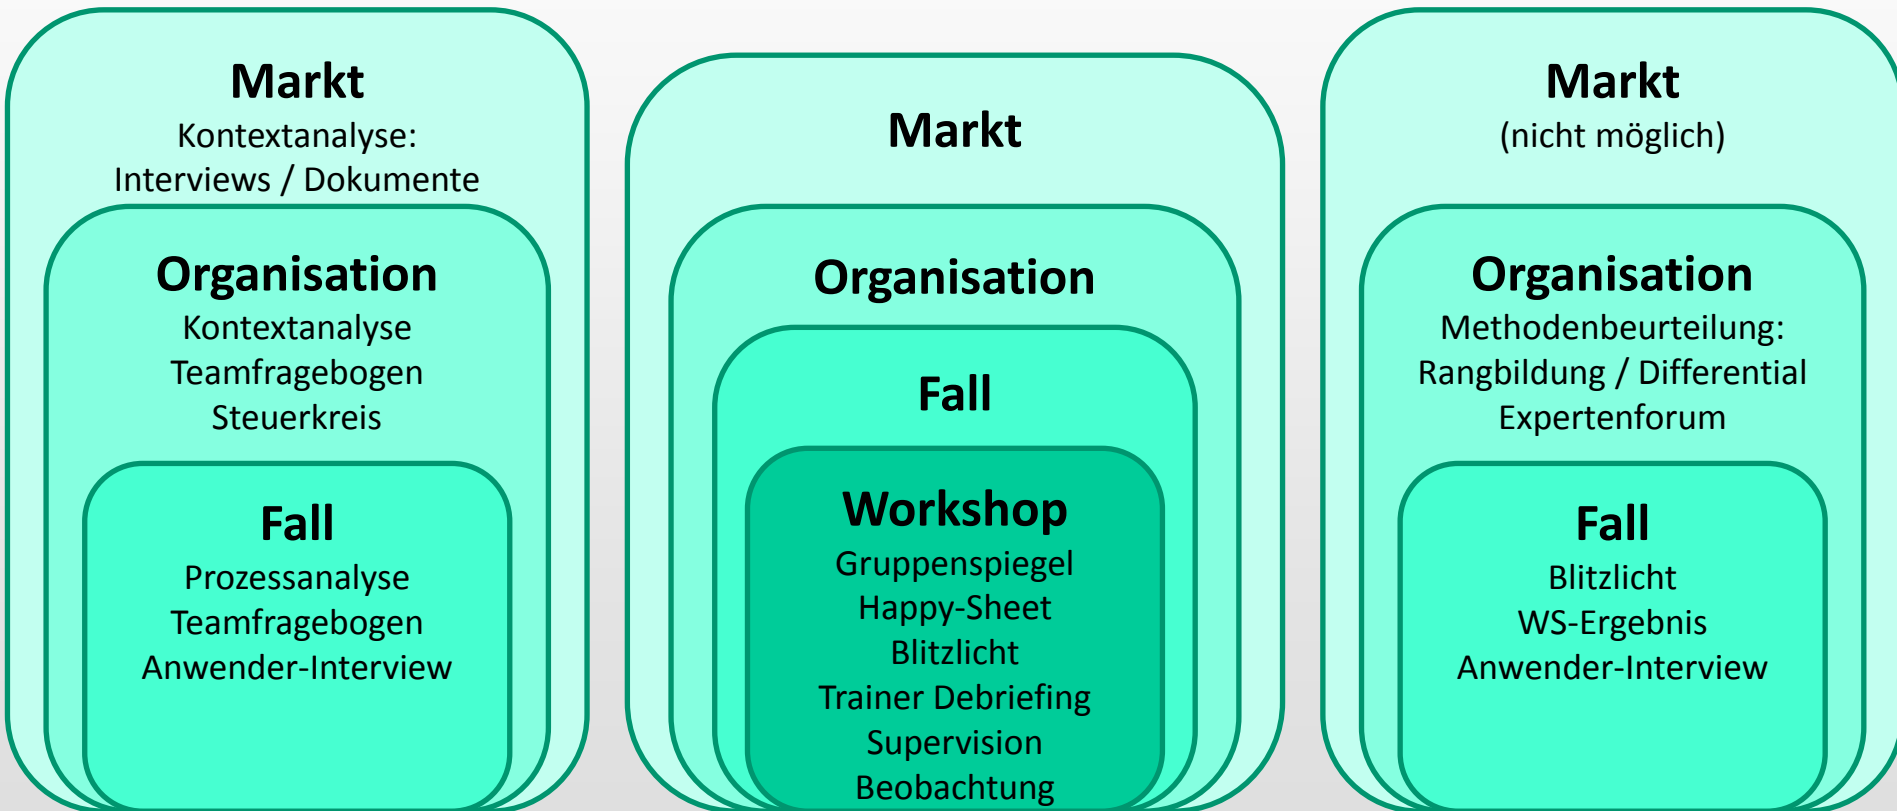 Markt
Kontextanalyse:
Interviews / Dokumente
Organisation
Kontextanalyse
Teamfragebogen
Steuerkreis
Fall
Prozessanalyse
Teamfragebogen
Anwender-Interview
Markt
Organisation
Fall
Workshop
Gruppenspiegel
Happy-Sheet
Blitzlicht
Trainer Debriefing
Supervision
Beobachtung
Markt
(nicht möglich)
Organisation
Methodenbeurteilung:
Rangbildung / Differential
Expertenforum
Fall
Blitzlicht
WS-Ergebnis
Anwender-Interview